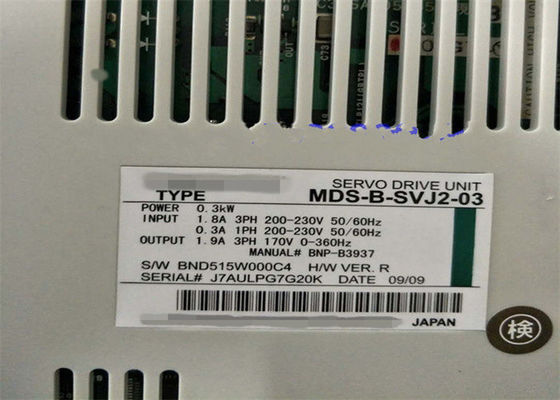 OUT
C73
SERVO DRIVE UNIT
TYPE MDS-B-SVJ2-03
POWER 0.3kW
INPUT 1.8A 3PH 200-230V 50/60Hz
0.3A 1PH 200-230V 50/60Hz
OUTPUT 1.9A 3PH 170V 0-360Hz
MANUAL# BNP-B3937
S/W BND515W000C4 H/W VER. R
SERIAL# J7AULPG7G20K DATE 09/09
JAPAN
検